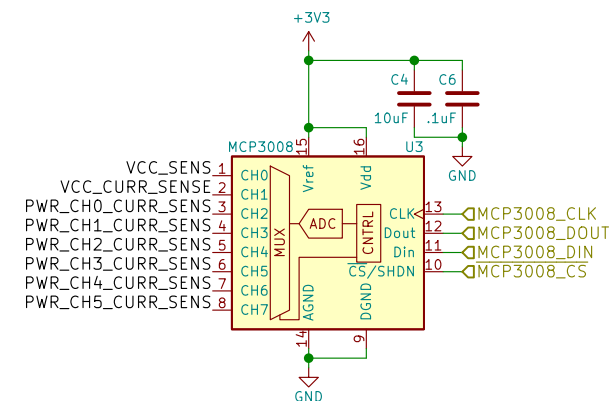 +3V3
C4
C6
10uF
.1uF
GND
MCP3008
U3
15
16
Vref
Vdd
VCC_SENS 1 CH0
VCC_CURR_SENSE 2 CH1
PWR_CH0_CURR_SENS 3 CH2
PWR_CH1_CURR_SENS 4 CH3
PWR_CH2_CURR_SENS 5 CH4
PWR_CH3_CURR_SENS 6 CH5
PWR_CH4_CURR_SENS 7 CH6
PWR_CH5_CURR_SENS 8 CH7
MUX
ADC
CNTRL
CLK 13 MCP3008_CLK
Dout 12 MCP3008_DOUT
Din 11 MCP3008_DIN
CS/SHDN 10 MCP3008_CS
AGND
DGND
14
9
GND